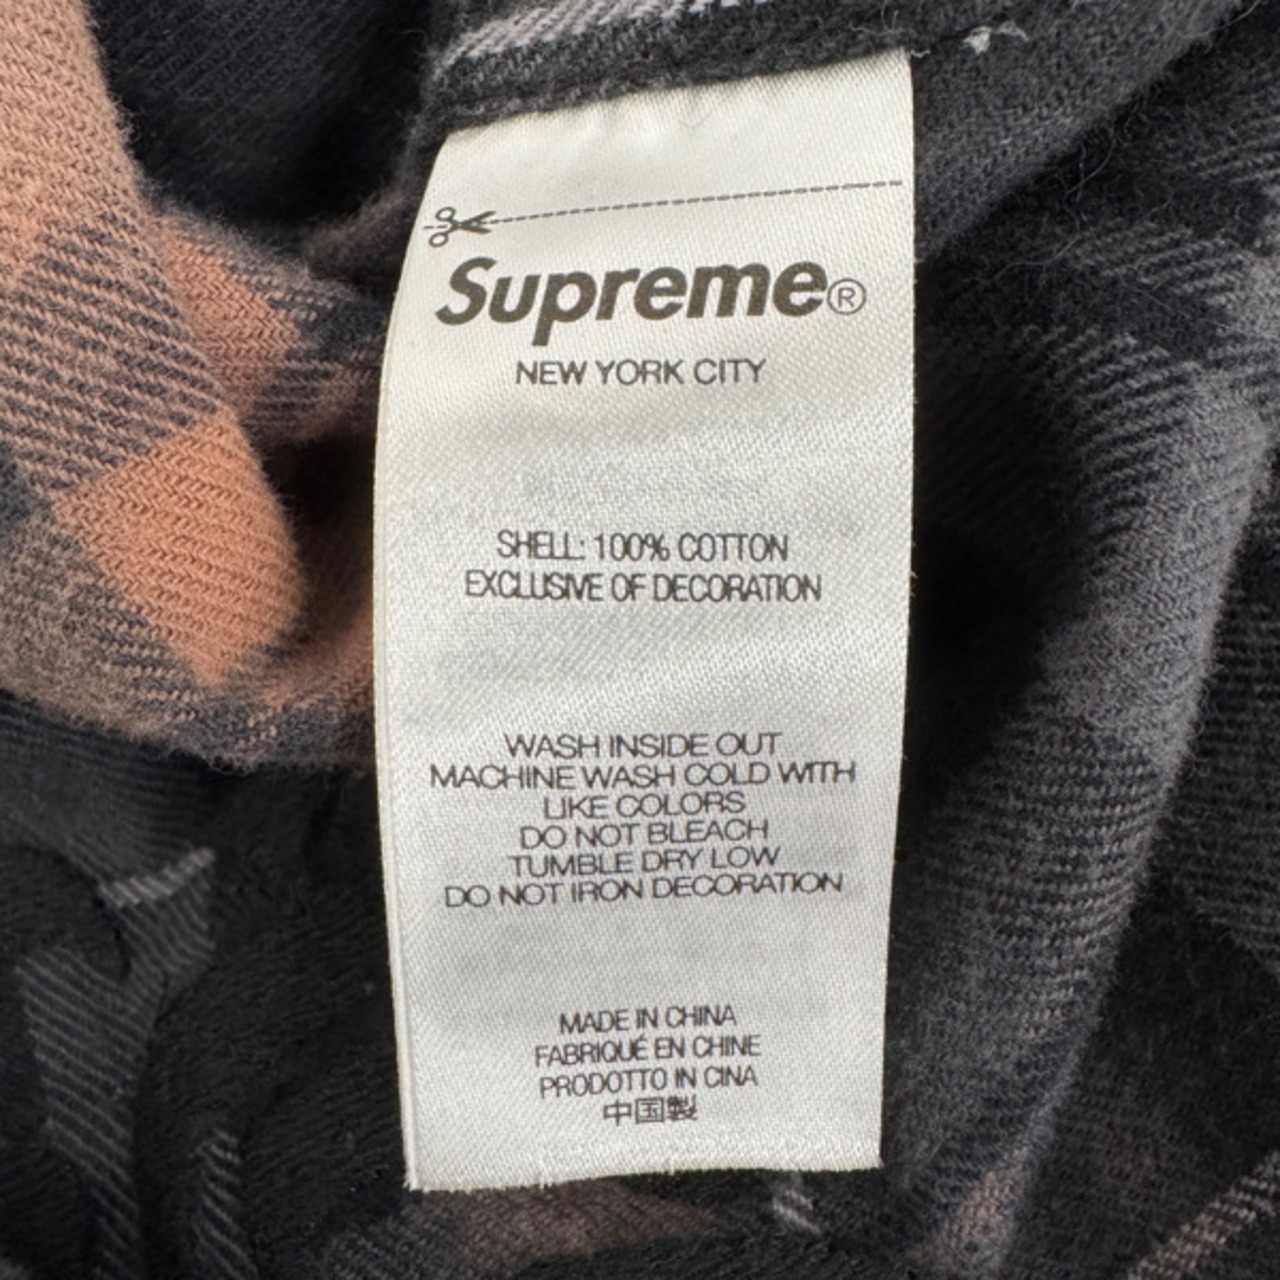 Supreme®
NEW YORK CITY
SHELL: 100% COTTON
EXCLUSIVE OF DECORATION
WASH INSIDE OUT
MACHINE WASH COLD WITH
LIKE COLORS
DO NOT BLEACH
TUMBLE DRY LOW
DO NOT IRON DECORATION
MADE IN CHINA
FABRIQUÉ EN CHINE
PRODOTTO IN CINA
中国製